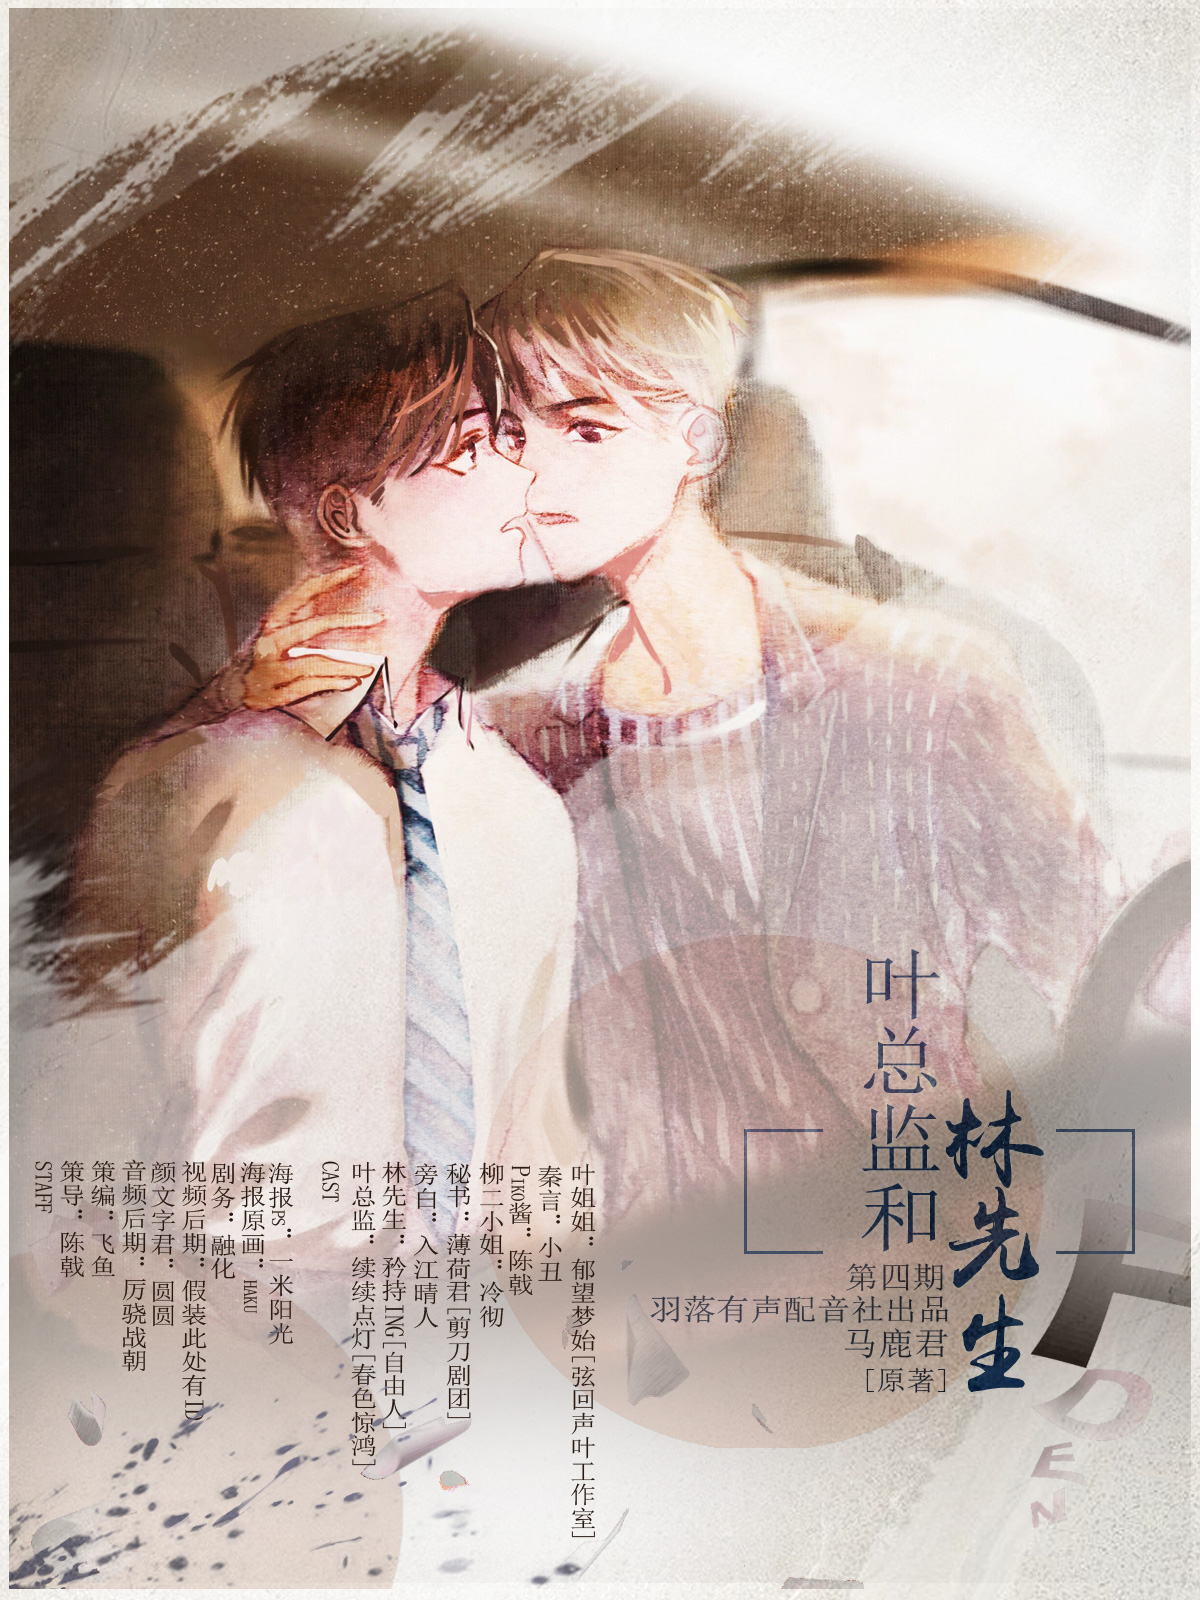 叶总监和
林先生
第四期
羽落有声配音社出品
马鹿君
[原著]
STAFF
策导：陈戟
策编：飞鱼
音频后期：厉骁战朝
颜文字君：圆圆
视频后期：假装此处有ID
剧务：融化
海报原画：HAKU
海报PS：一米阳光
CAST
叶总监：续续点灯[春色惊鸿]
林先生：矜持ING[自由人]
旁白：入江晴人
秘书：薄荷君[剪刀剧团]
柳二小姐：冷彻
PIKO酱：陈戟
秦言：小丑
叶姐姐：郁望梦始[弦回声叶工作室]
E
N